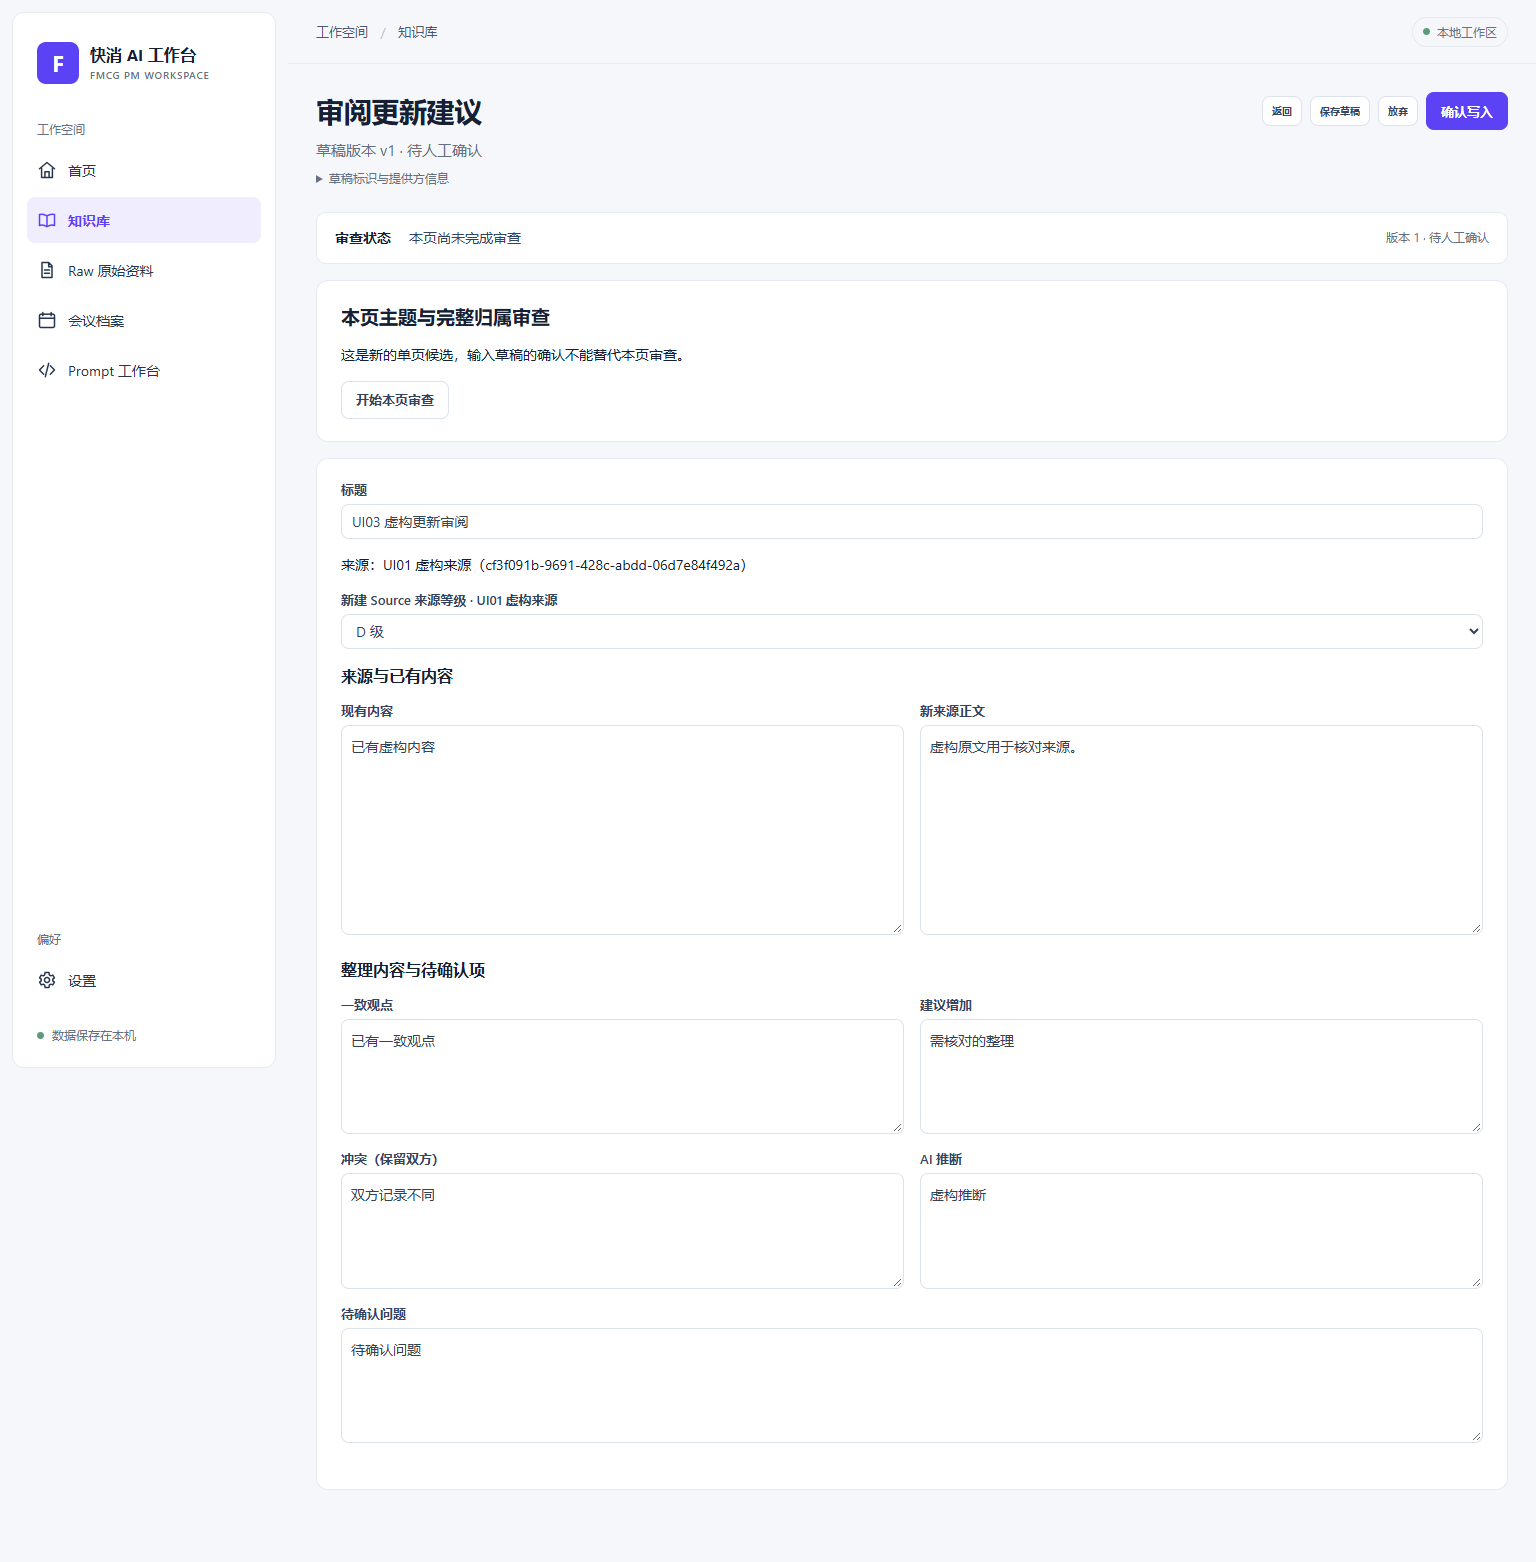 F
快消 AI 工作台
FMCG PM WORKSPACE
工作空间
首页
知识库
Raw 原始资料
会议档案
Prompt 工作台
偏好
设置
数据保存在本机
工作空间 / 知识库
本地工作区
审阅更新建议
返回
保存草稿
放弃
确认写入
草稿版本 v1 · 待人工确认
草稿标识与提供方信息
审查状态 本页尚未完成审查
版本 1 · 待人工确认
本页主题与完整归属审查
这是新的单页候选，输入草稿的确认不能替代本页审查。
开始本页审查
标题
UI03 虚构更新审阅
来源：UI01 虚构来源（cf3f091b-9691-428c-abdd-06d7e84f492a）
新建 Source 来源等级 · UI01 虚构来源
D 级
来源与已有内容
现有内容
已有虚构内容
新来源正文
虚构原文用于核对来源。
整理内容与待确认项
一致观点
已有一致观点
建议增加
需核对的整理
冲突（保留双方）
双方记录不同
AI 推断
虚构推断
待确认问题
待确认问题